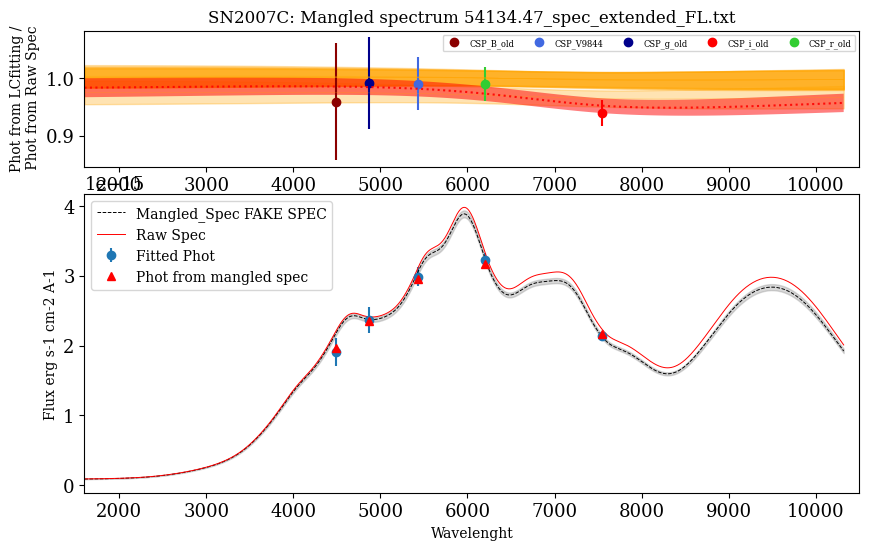 SN2007C: Mangled spectrum 54134.47_spec_extended_FL.txt
Phot from LCfitting /
Phot from Raw Spec
CSP_B_old CSP_V9844 CSP_g_old CSP_i_old CSP_r_old
1.0
0.9
2000 3000 4000 5000 6000 7000 8000 9000 10000
1e−15
Flux erg s-1 cm-2 A-1
Mangled_Spec FAKE SPEC
Raw Spec
Fitted Phot
Phot from mangled spec
4
3
2
1
0
2000 3000 4000 5000 6000 7000 8000 9000 10000
Wavelenght